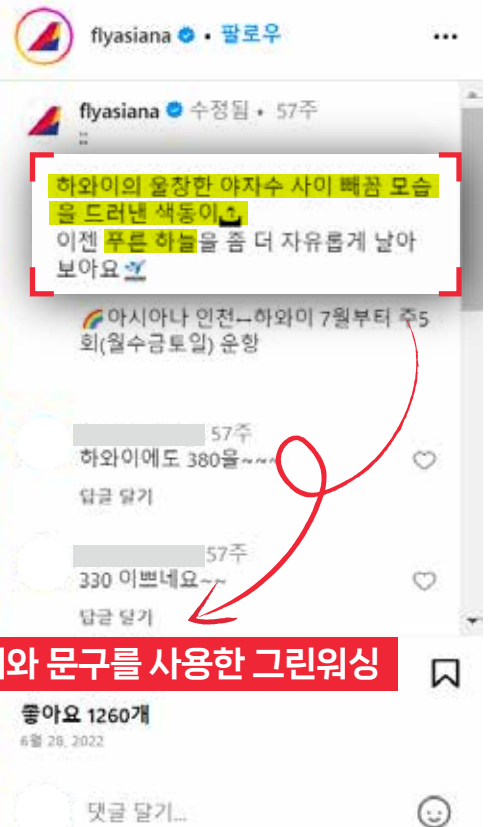 flyasiana • 팔로우
flyasiana 수정됨 • 57주
하와이의 울창한 야자수 사이 빼꼼 모습
을 드러낸 색동이
이젠 푸른 하늘을 좀 더 자유롭게 날아
보아요
아시아나 인천↔하와이 7월부터 주5
회(월수금토일) 운항
57주
하와이에도 380을~~~
답글 달기
57주
330 이쁘네요~~
답글 달기
와 문구를 사용한 그린워싱
좋아요 1260개
6월 28, 2022
댓글 달기...